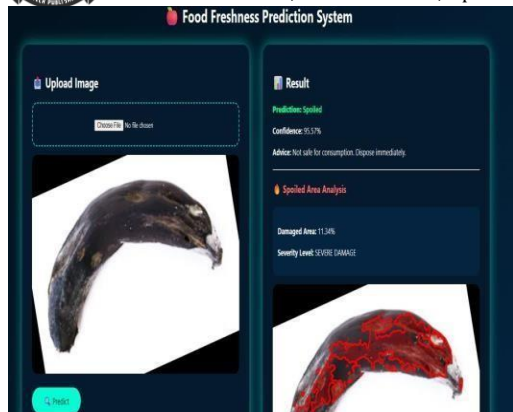 Food Freshness Prediction System
Upload Image
Choose File No file chosen
Predict
Result
Prediction: Spoiled
Confidence: 95.57%
Advice: Not safe for consumption. Dispose immediately.
Spoiled Area Analysis
Damaged Area: 11.34%
Severity Level: SEVERE DAMAGE